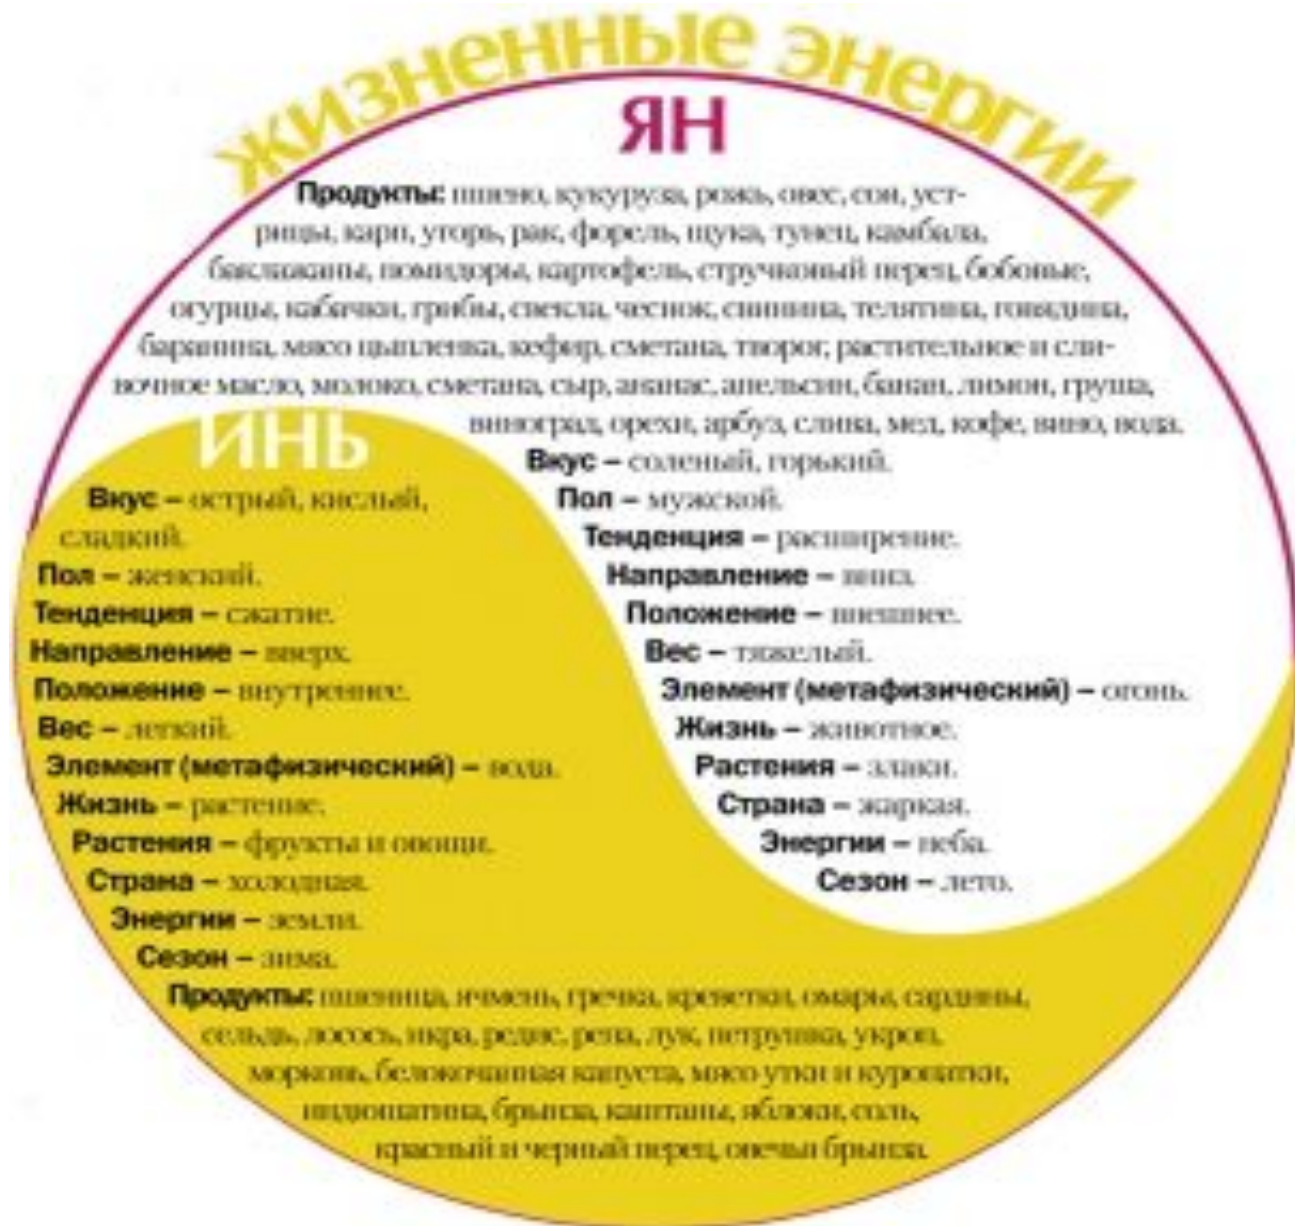 жизненные энергии
ЯН
Продукты: пшено, кукуруза, рожь, овес, соя, уст-
рицы, карп, угорь, рак, форель, щука, тунец, камбала,
баклажаны, помидоры, картофель, стручковый перец, бобовые,
огурцы, кабачки, грибы, свекла, чеснок, свинина, телятина, говядина,
баранина, мясо цыпленка, кефир, сметана, творог, растительное и сли-
вочное масло, молоко, сметана, сыр, ананас, апельсин, банан, лимон, груша,
виноград, орехи, арбуз, слива, мед, кофе, вино, вода.
Вкус – соленый, горький.
Пол – мужской.
Тенденция – расширение.
Направление – вниз.
Положение – внешнее.
Вес – тяжелый.
Элемент (метафизический) – огонь.
Жизнь – животное.
Растения – злаки.
Страна – жаркая.
Энергии – неба.
Сезон – лето.
ИНЬ
Вкус – острый, кислый,
сладкий.
Пол – женский.
Тенденция – сжатие.
Направление – вверх.
Положение – внутреннее.
Вес – легкий.
Элемент (метафизический) – вода.
Жизнь – растение.
Растения – фрукты и овощи.
Страна – холодная.
Энергии – земли.
Сезон – зима.
Продукты: пшеница, ячмень, гречка, креветки, омары, сардины,
сельдь, лосось, икра, редис, репа, лук, петрушка, укроп,
морковь, белокочанная капуста, мясо утки и куропатки,
индюшатина, брынза, каштаны, яблоки, соль,
красный и черный перец, овечья брынза.